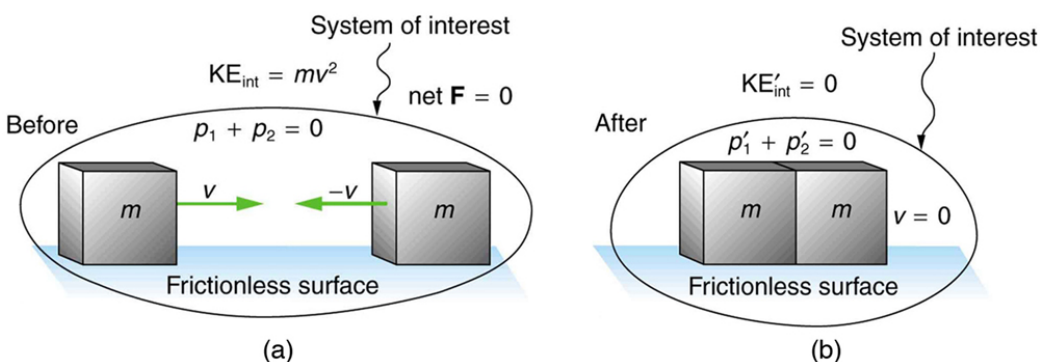 System of interest
KE_int = mv²
net F = 0
Before
p₁ + p₂ = 0
v
−v
m
m
Frictionless surface
(a)
System of interest
KE′_int = 0
After
p′₁ + p′₂ = 0
m
m
v = 0
Frictionless surface
(b)